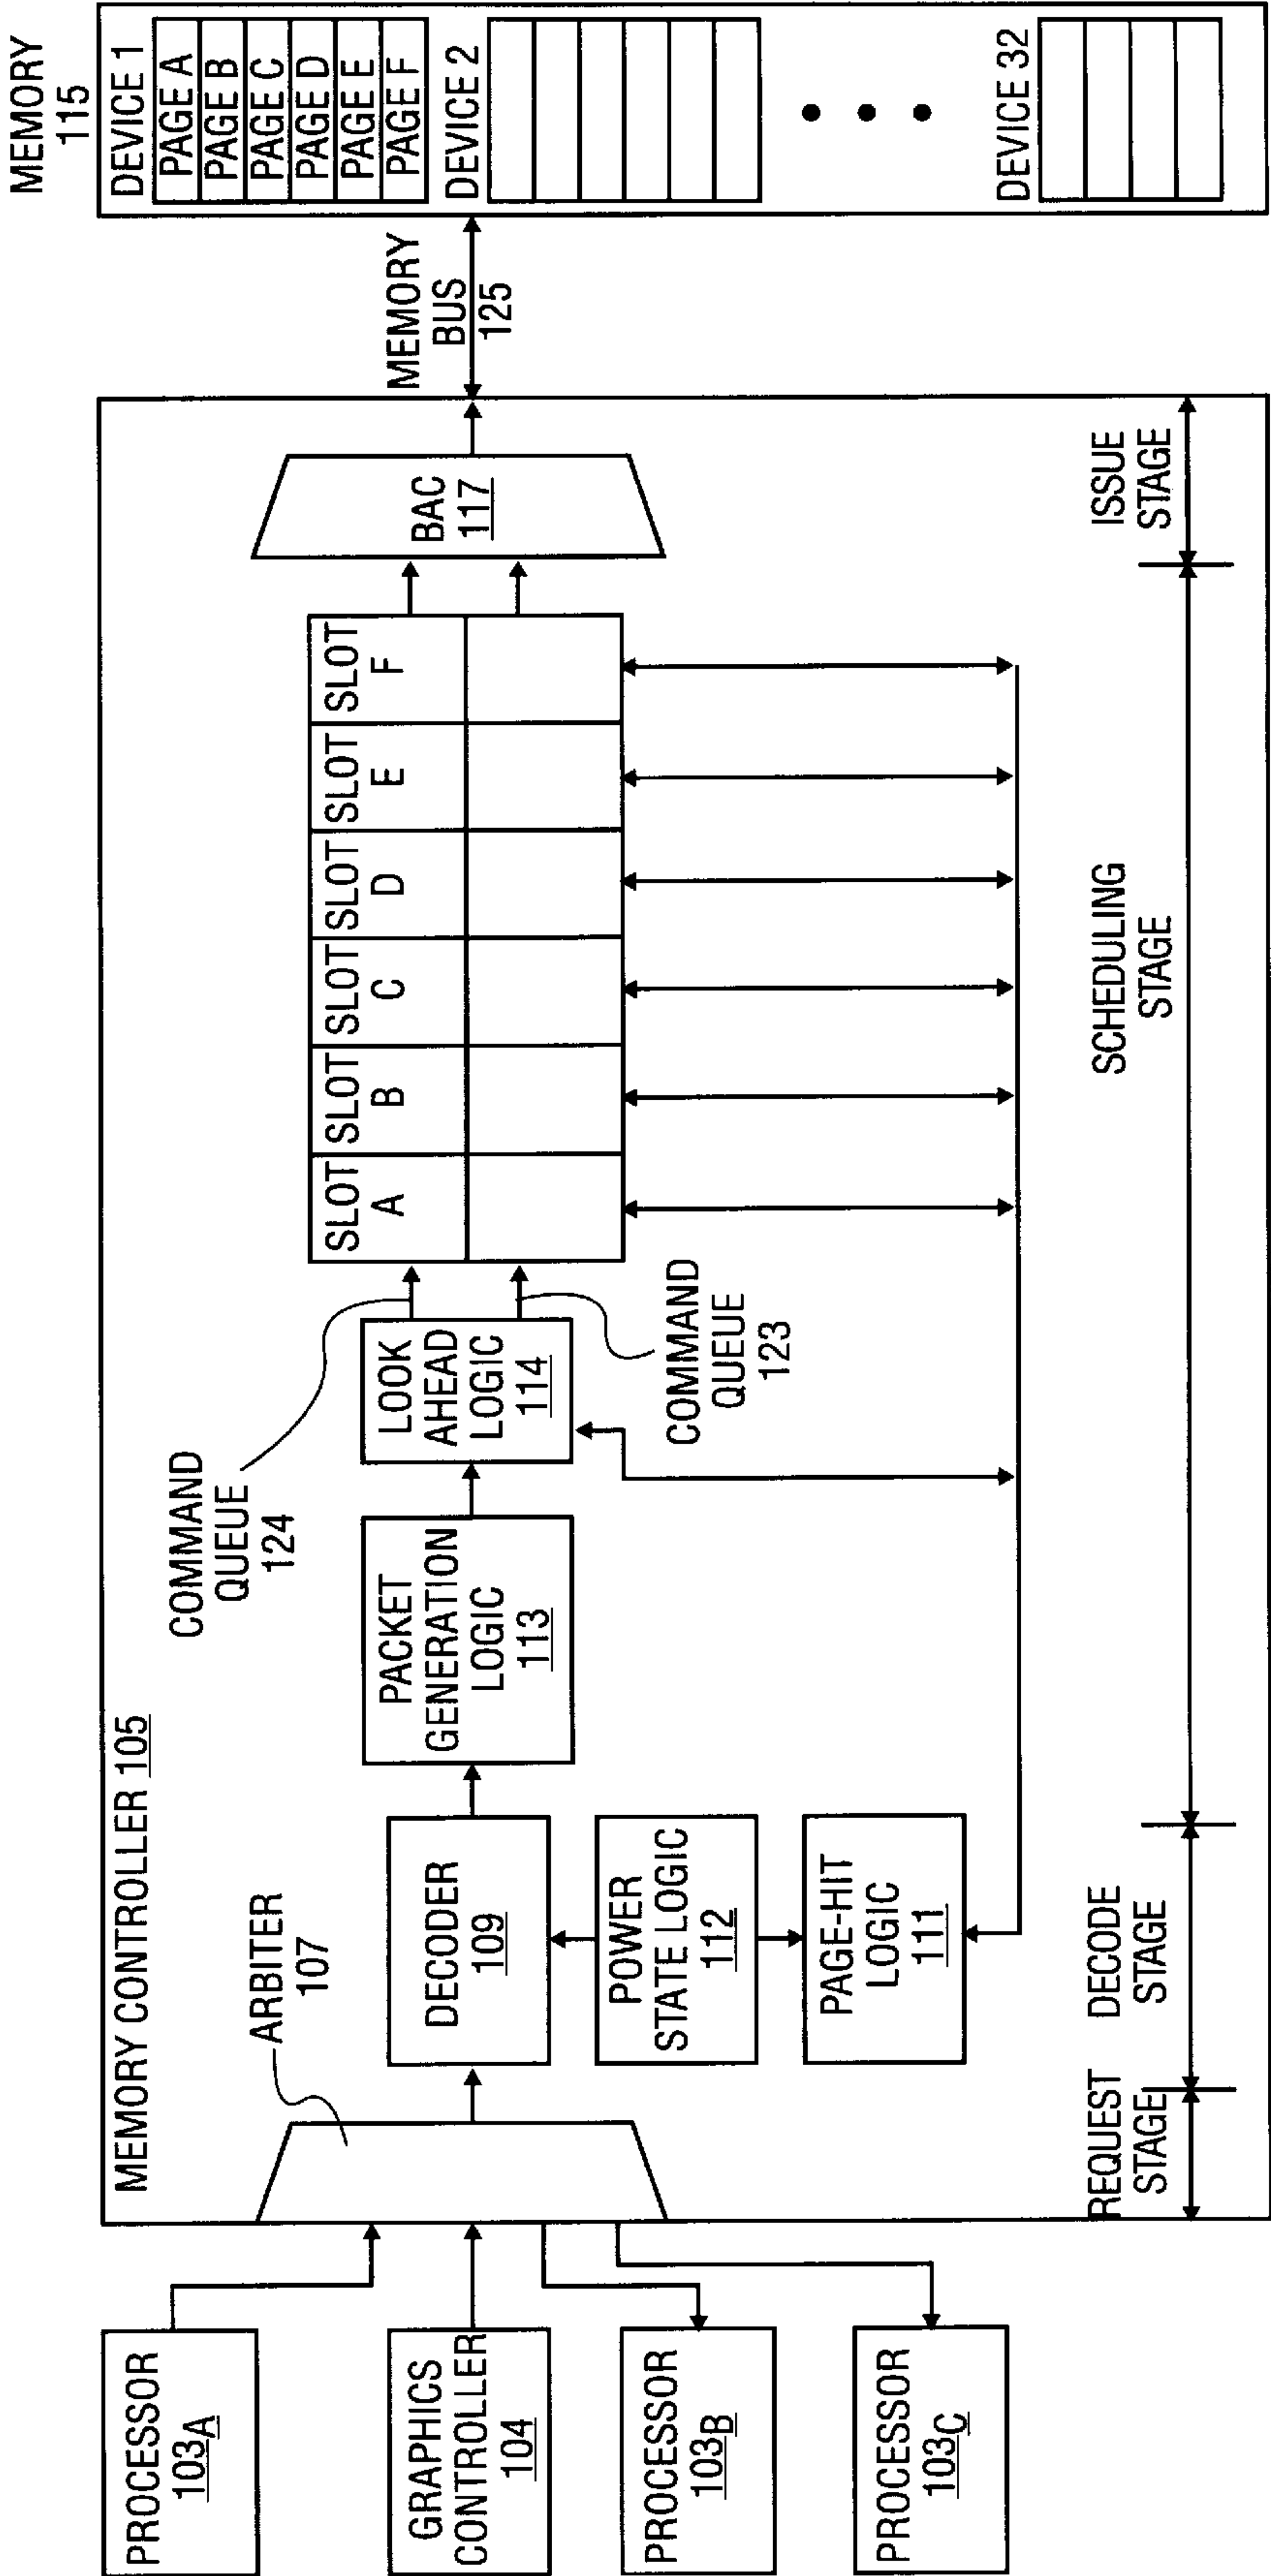 PROCESSOR
103A
GRAPHICS
CONTROLLER
104
PROCESSOR
103B
PROCESSOR
103C
MEMORY CONTROLLER 105
ARBITER
107
DECODER
109
POWER
STATE LOGIC
112
PAGE-HIT
LOGIC
111
PACKET
GENERATION
LOGIC
113
COMMAND
QUEUE
124
LOOK
AHEAD
LOGIC
114
COMMAND
QUEUE
123
SLOT
A
SLOT
B
SLOT
C
SLOT
D
SLOT
E
SLOT
F
BAC
117
REQUEST
STAGE
DECODE
STAGE
SCHEDULING
STAGE
ISSUE
STAGE
MEMORY
BUS
125
MEMORY
115
DEVICE 1
PAGE A
PAGE B
PAGE C
PAGE D
PAGE E
PAGE F
DEVICE 2
DEVICE 32